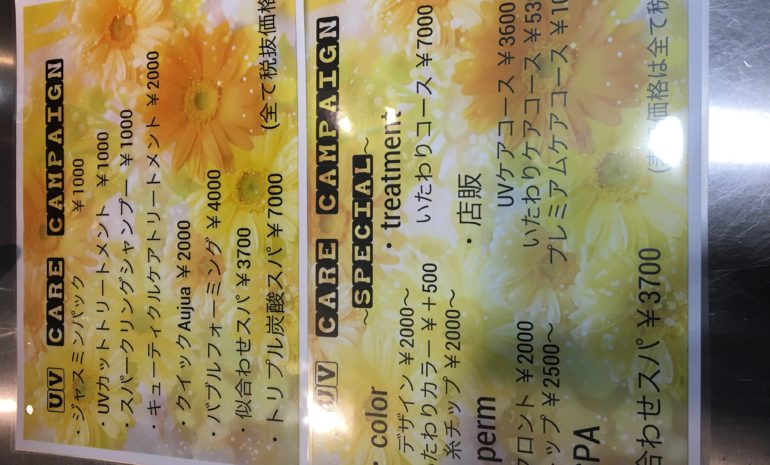 UV CARE CAMPAIGN
・ジャスミンパック ￥1000
・UVカットトリートメント ￥1000
・スパークリングシャンプー ￥1000
・キューティクルケアトリートメント ￥2000
・クイックAujua ￥2000
・バブルフォーミング ￥4000
・似合わせスパ ￥3700
・トリプル炭酸スパ ￥7000
(全て税抜価格
UV CARE CAMPAIGN
～SPECIAL～
・color
デザイン ￥2000～
いたわりカラー ￥＋500
糸チップ ￥2000～
perm
フロント ￥2000
ップ ￥2500～
SPA
合わせスパ ￥3700
・treatment
いたわりコース ￥7000
・店販
UVケアコース ￥3600
いたわりケアコース ￥53
プレミアムケアコース ￥10
価格は全て税